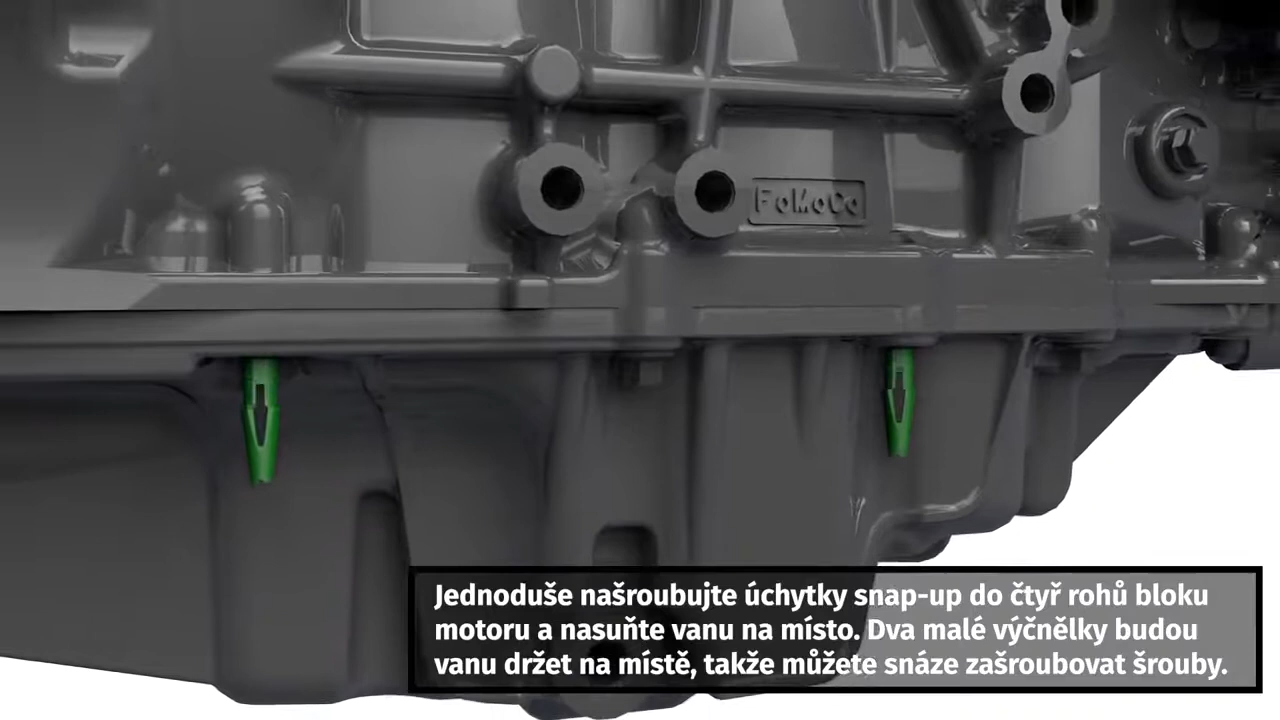 FoMoCo
Jednoduše našroubujte úchytky snap-up do čtyř rohů bloku
motoru a nasuňte vanu na místo. Dva malé výčnělky budou
vanu držet na místě, takže můžete snáze zašroubovat šrouby.